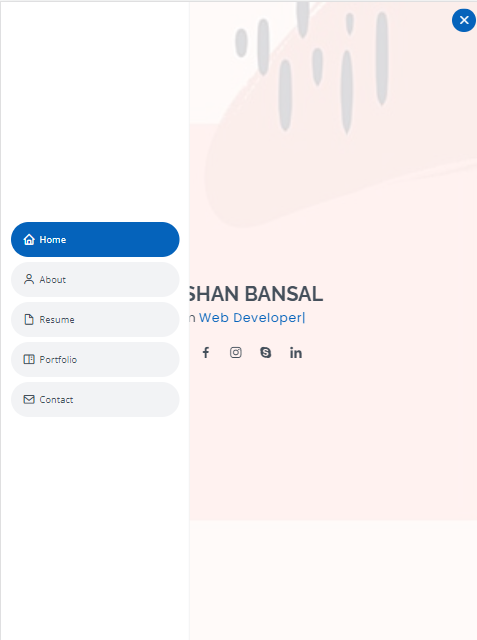 Home
About
Resume
Portfolio
Contact
SHAN BANSAL
n Web Developer|